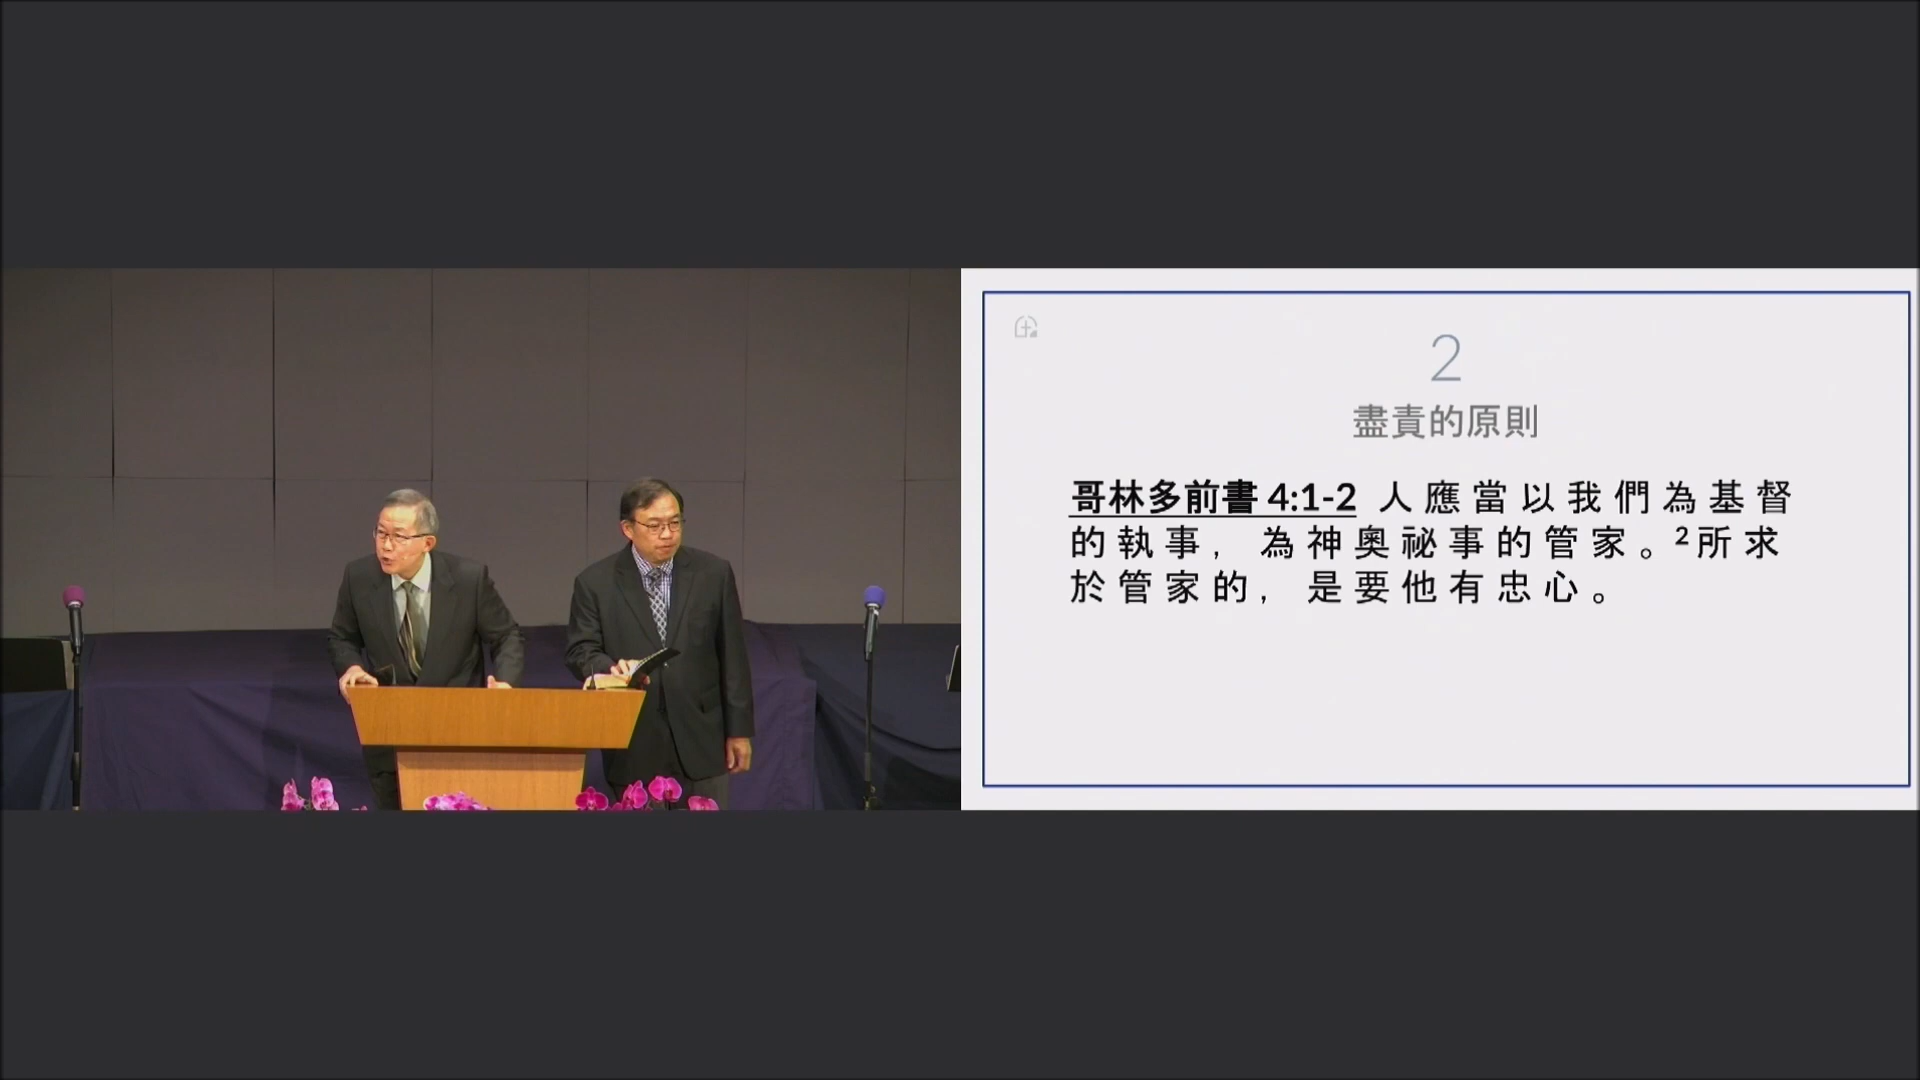 2
盡責的原則
哥林多前書 4:1-2 人應當以我們為基督
的執事，為神奧祕事的管家。²所求
於管家的，是要他有忠心。